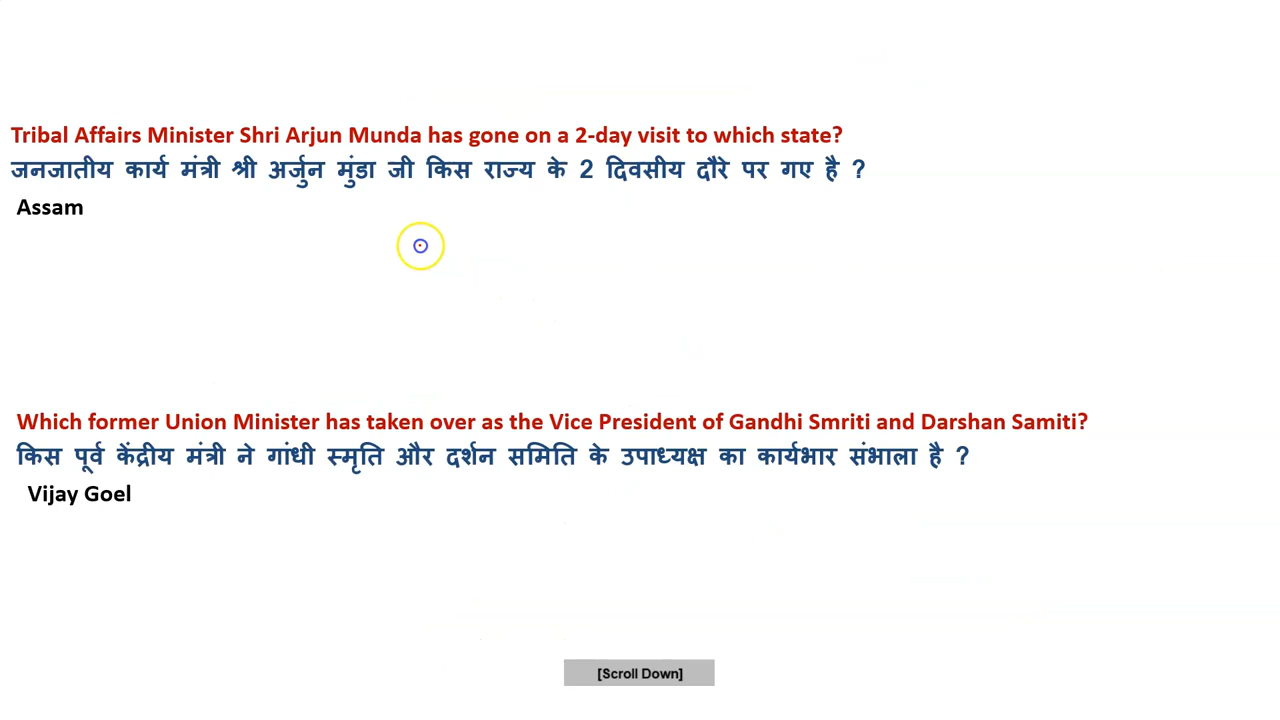 Tribal Affairs Minister Shri Arjun Munda has gone on a 2-day visit to which state?
जनजातीय कार्य मंत्री श्री अर्जुन मुंडा जी किस राज्य के 2 दिवसीय दौरे पर गए है ?
Assam
Which former Union Minister has taken over as the Vice President of Gandhi Smriti and Darshan Samiti?
किस पूर्व केंद्रीय मंत्री ने गांधी स्मृति और दर्शन समिति के उपाध्यक्ष का कार्यभार संभाला है ?
Vijay Goel
[Scroll Down]